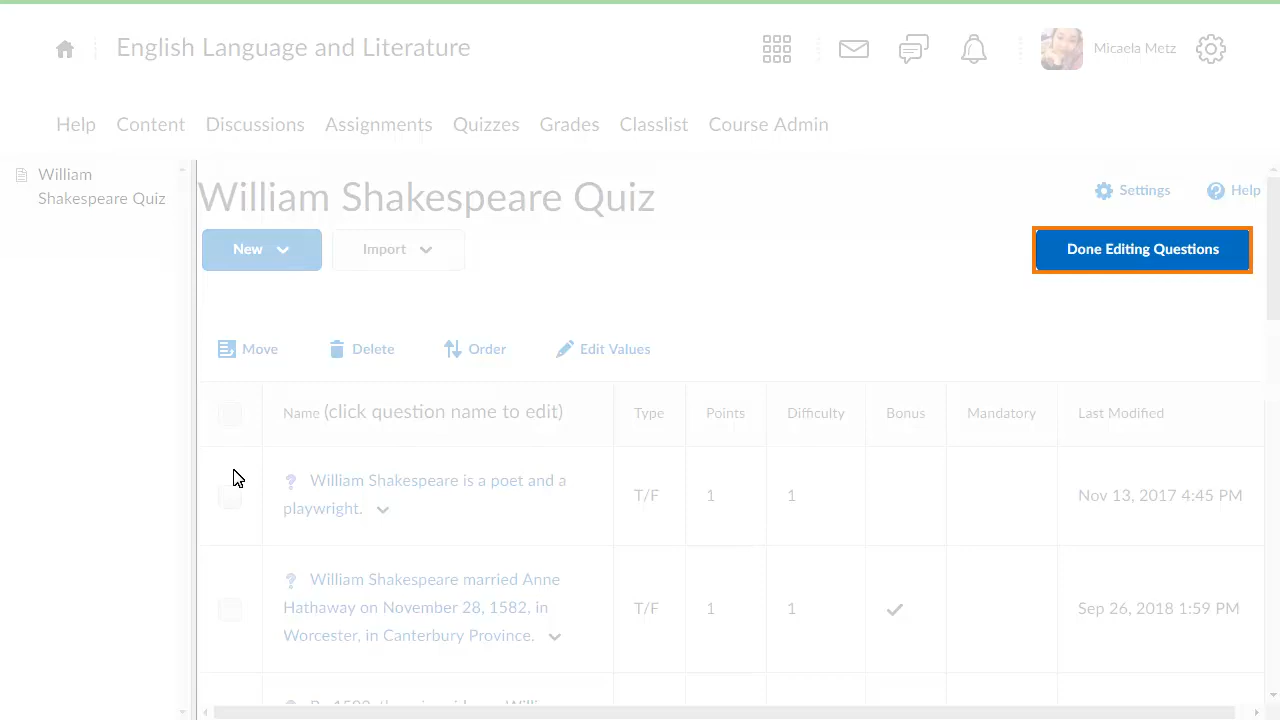 English Language and Literature
Micaela Metz
Help Content Discussions Assignments Quizzes Grades Classlist Course Admin
William
Shakespeare Quiz
William Shakespeare Quiz
Settings Help
New Import Done Editing Questions
Move Delete Order Edit Values
Name (click question name to edit) Type Points Difficulty Bonus Mandatory Last Modified
William Shakespeare is a poet and a
playwright.
T/F 1 1 Nov 13, 2017 4:45 PM
William Shakespeare married Anne
Hathaway on November 28, 1582, in
Worcester, in Canterbury Province.
T/F 1 1 Sep 26, 2018 1:59 PM